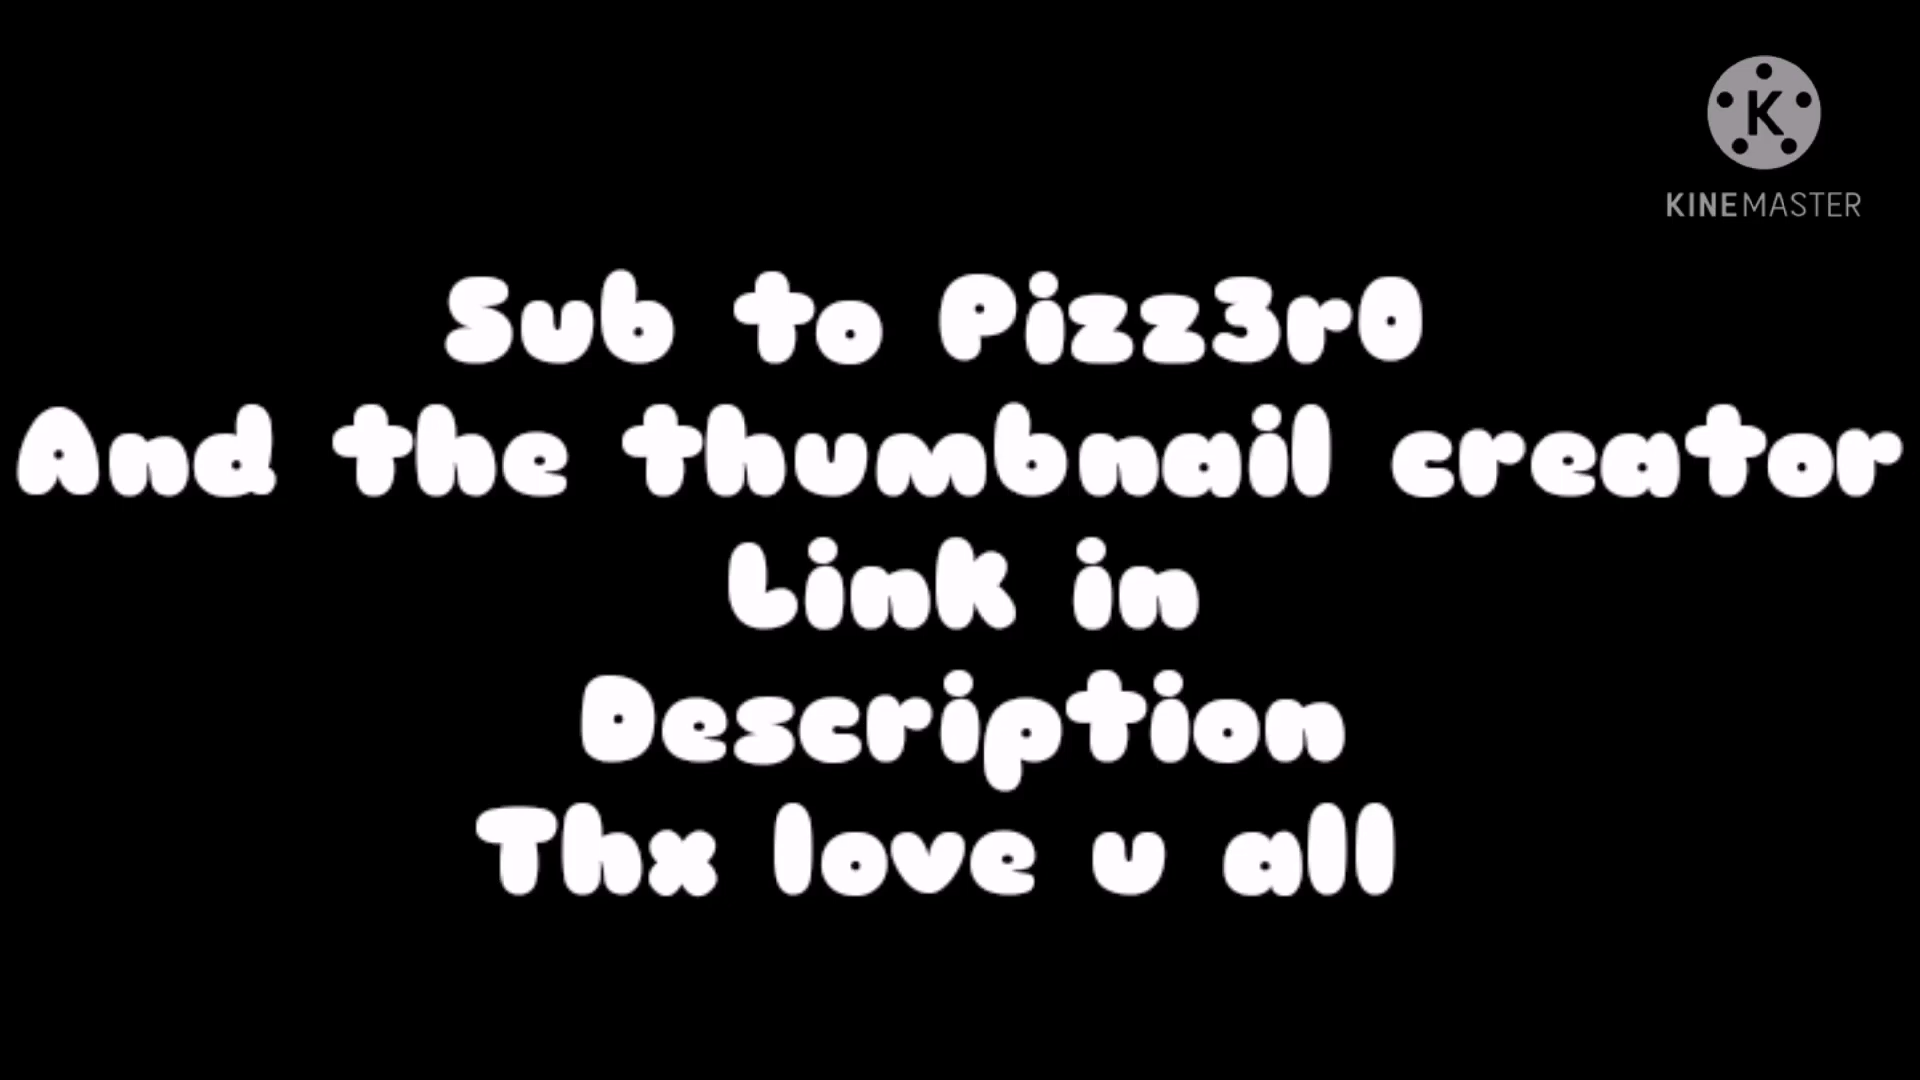 K
KINEMASTER
Sub to Pizz3r0
And the thumbnail creator
Link in
Description
Thx love u all